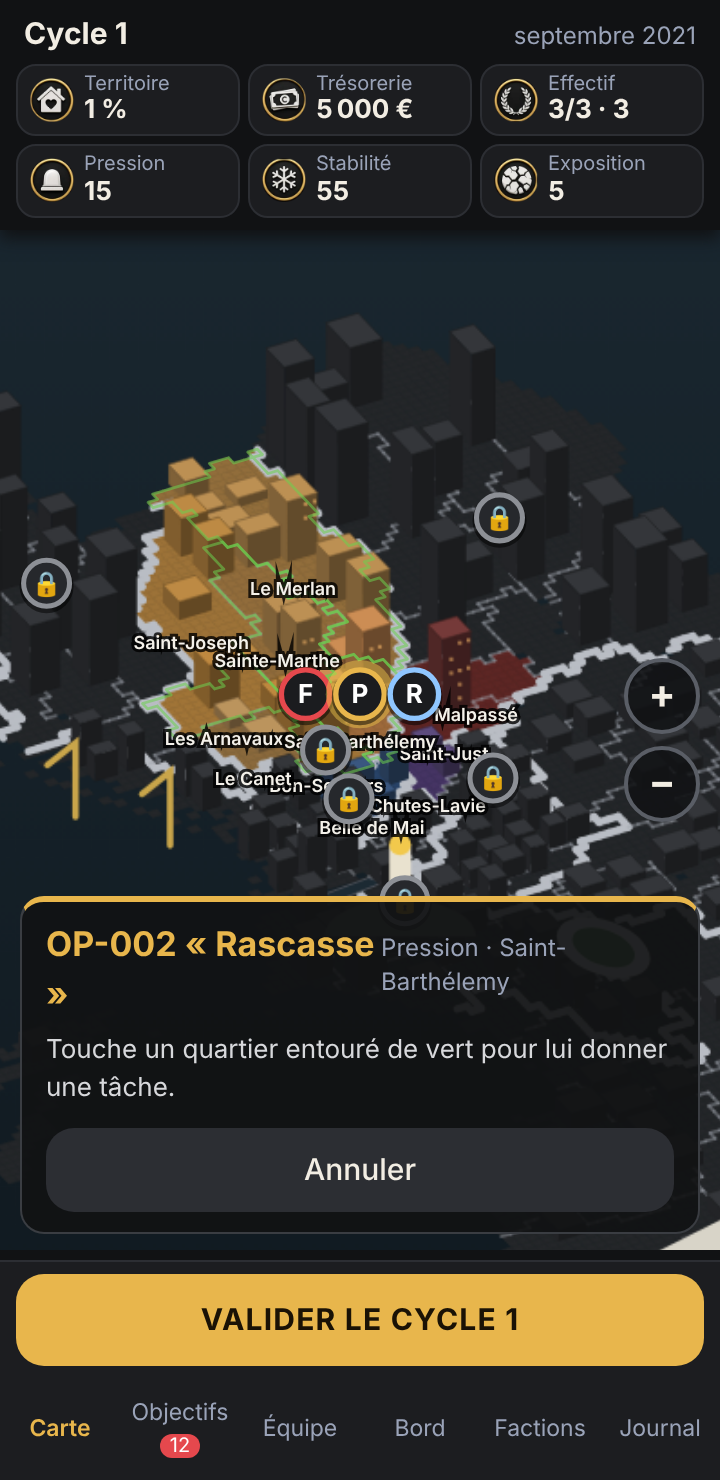 Cycle 1
septembre 2021
Territoire
1 %
Trésorerie
5 000 €
Effectif
3/3 · 3
Pression
15
Stabilité
55
Exposition
5
Le Merlan
Saint-Joseph
Sainte-Marthe
F P R
Malpassé
Les Arnavaux
arthélemy
Saint-Just
Le Canet
Chutes-Lavie
Belle de Mai
+
−
OP-002 « Rascasse
»
Pression · Saint-
Barthélemy
Touche un quartier entouré de vert pour lui donner
une tâche.
Annuler
VALIDER LE CYCLE 1
Carte
Objectifs
12
Équipe
Bord
Factions
Journal